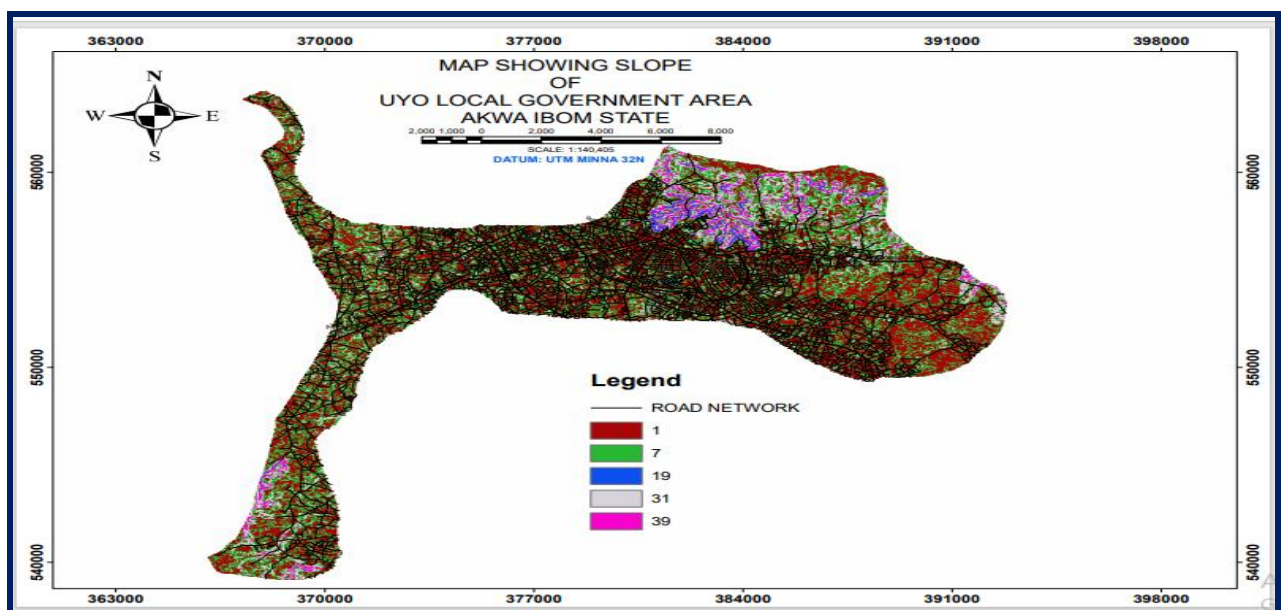 363000 370000 377000 384000 391000 398000
MAP SHOWING SLOPE
OF
UYO LOCAL GOVERNMENT AREA
AKWA IBOM STATE
2,000 1,000 0 2,000 4,000 6,000 8,000
SCALE: 1:140,405
DATUM: UTM MINNA 32N
N
W E
S
560000 560000
550000 550000
540000 540000
Legend
ROAD NETWORK
1
7
19
31
39
363000 370000 377000 384000 391000 398000
A
G